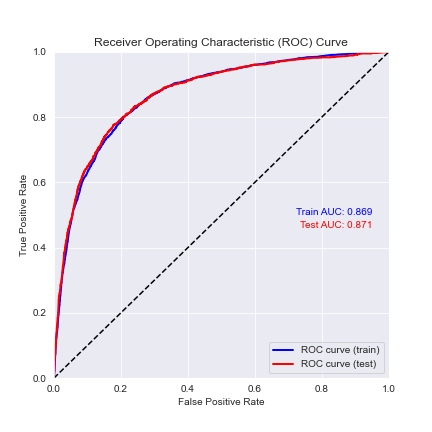 Receiver Operating Characteristic (ROC) Curve
1.0
0.8
0.6
0.4
0.2
0.0
True Positive Rate
Train AUC: 0.869
Test AUC: 0.871
ROC curve (train)
ROC curve (test)
0.0 0.2 0.4 0.6 0.8 1.0
False Positive Rate